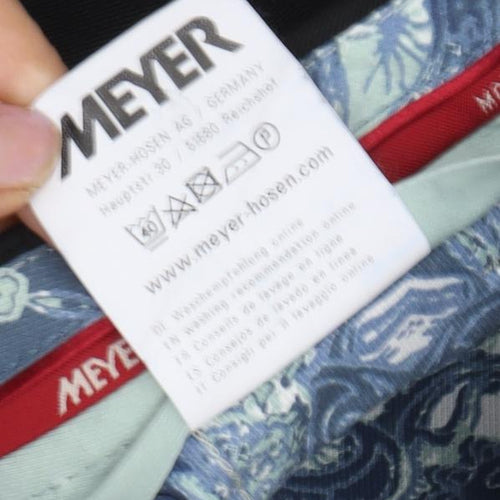 MEYER
MEYER-HOSEN AG / GERMANY
Hauptstr. 30 / 51580 Reichshof
40 P
www.meyer-hosen.com
DE Waschempfehlung online
EN washing recommendation online
FR Conseils de lavage en ligne
ES Consejos de lavado en línea
IT Consigli per il lavaggio online
MEYER
M